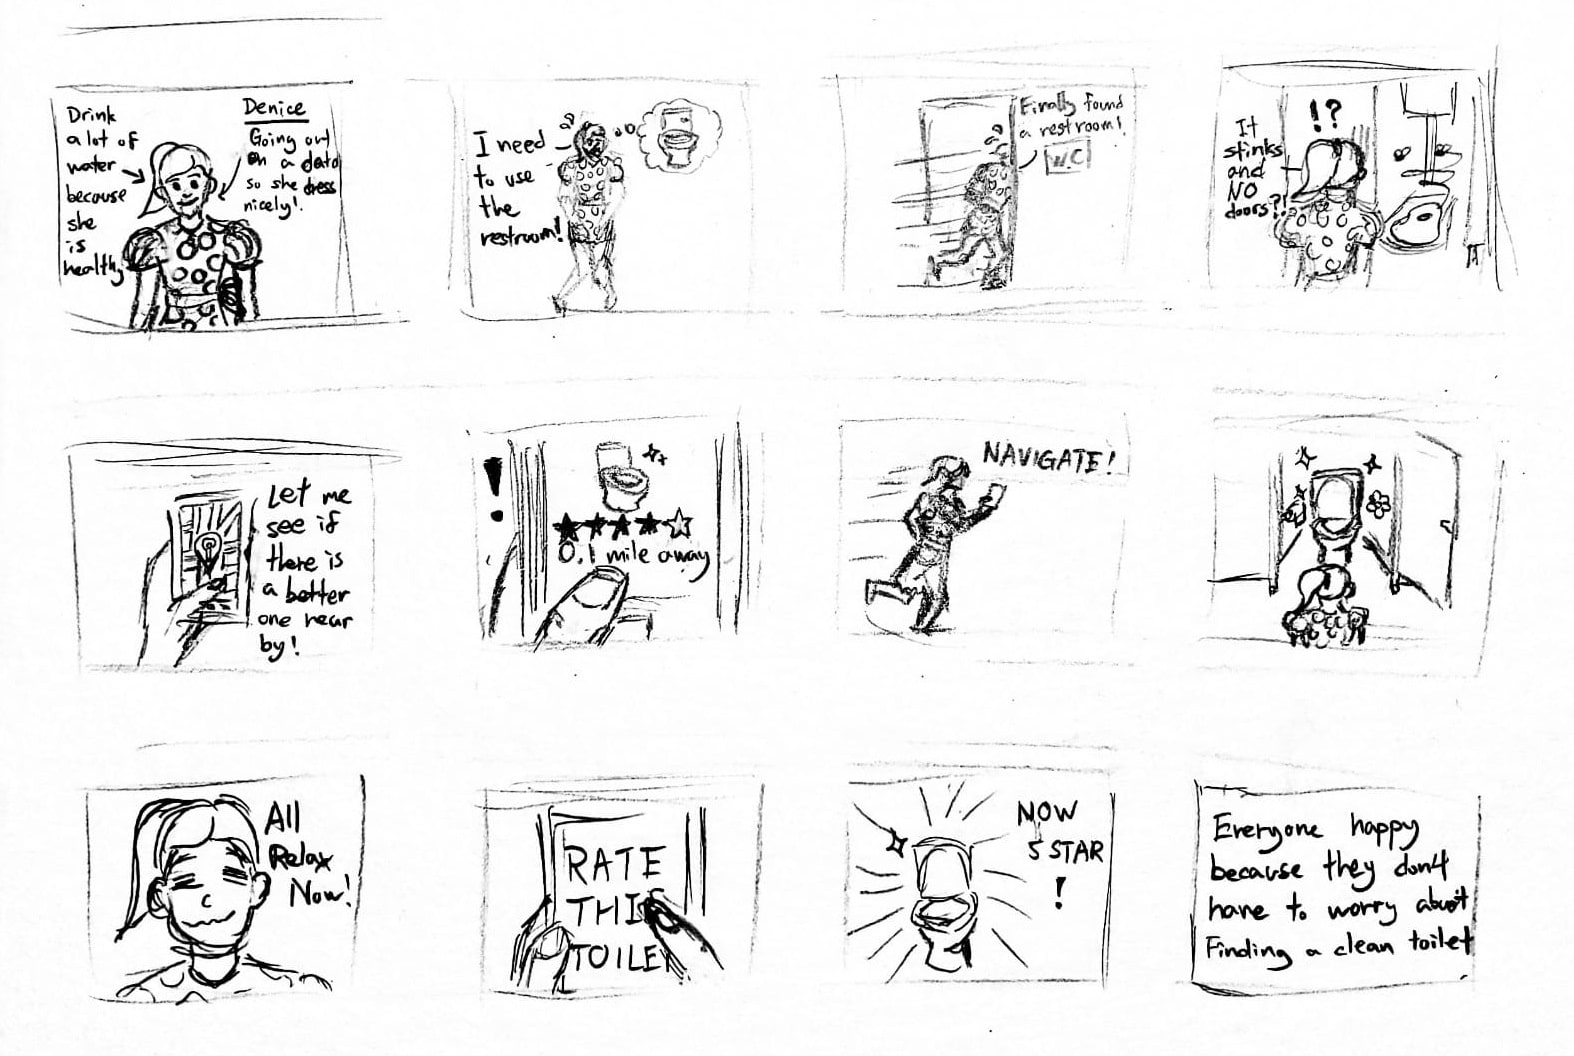 Drink
a lot of
water
because
she
is
healthy
Denice
Going out
on a date
so she dress
nicely!
I need
to use
the
restroom!
Finally found
a restroom!
W.C
!?
It
stinks
and
NO
doors?!
Let me
see if
there is
a better
one near
by!
!
0.1 mile away
NAVIGATE!
All
Relax
Now!
RATE
THIS
TOILET
NOW
5 STAR
!
Everyone happy
because they don't
have to worry about
Finding a clean toilet